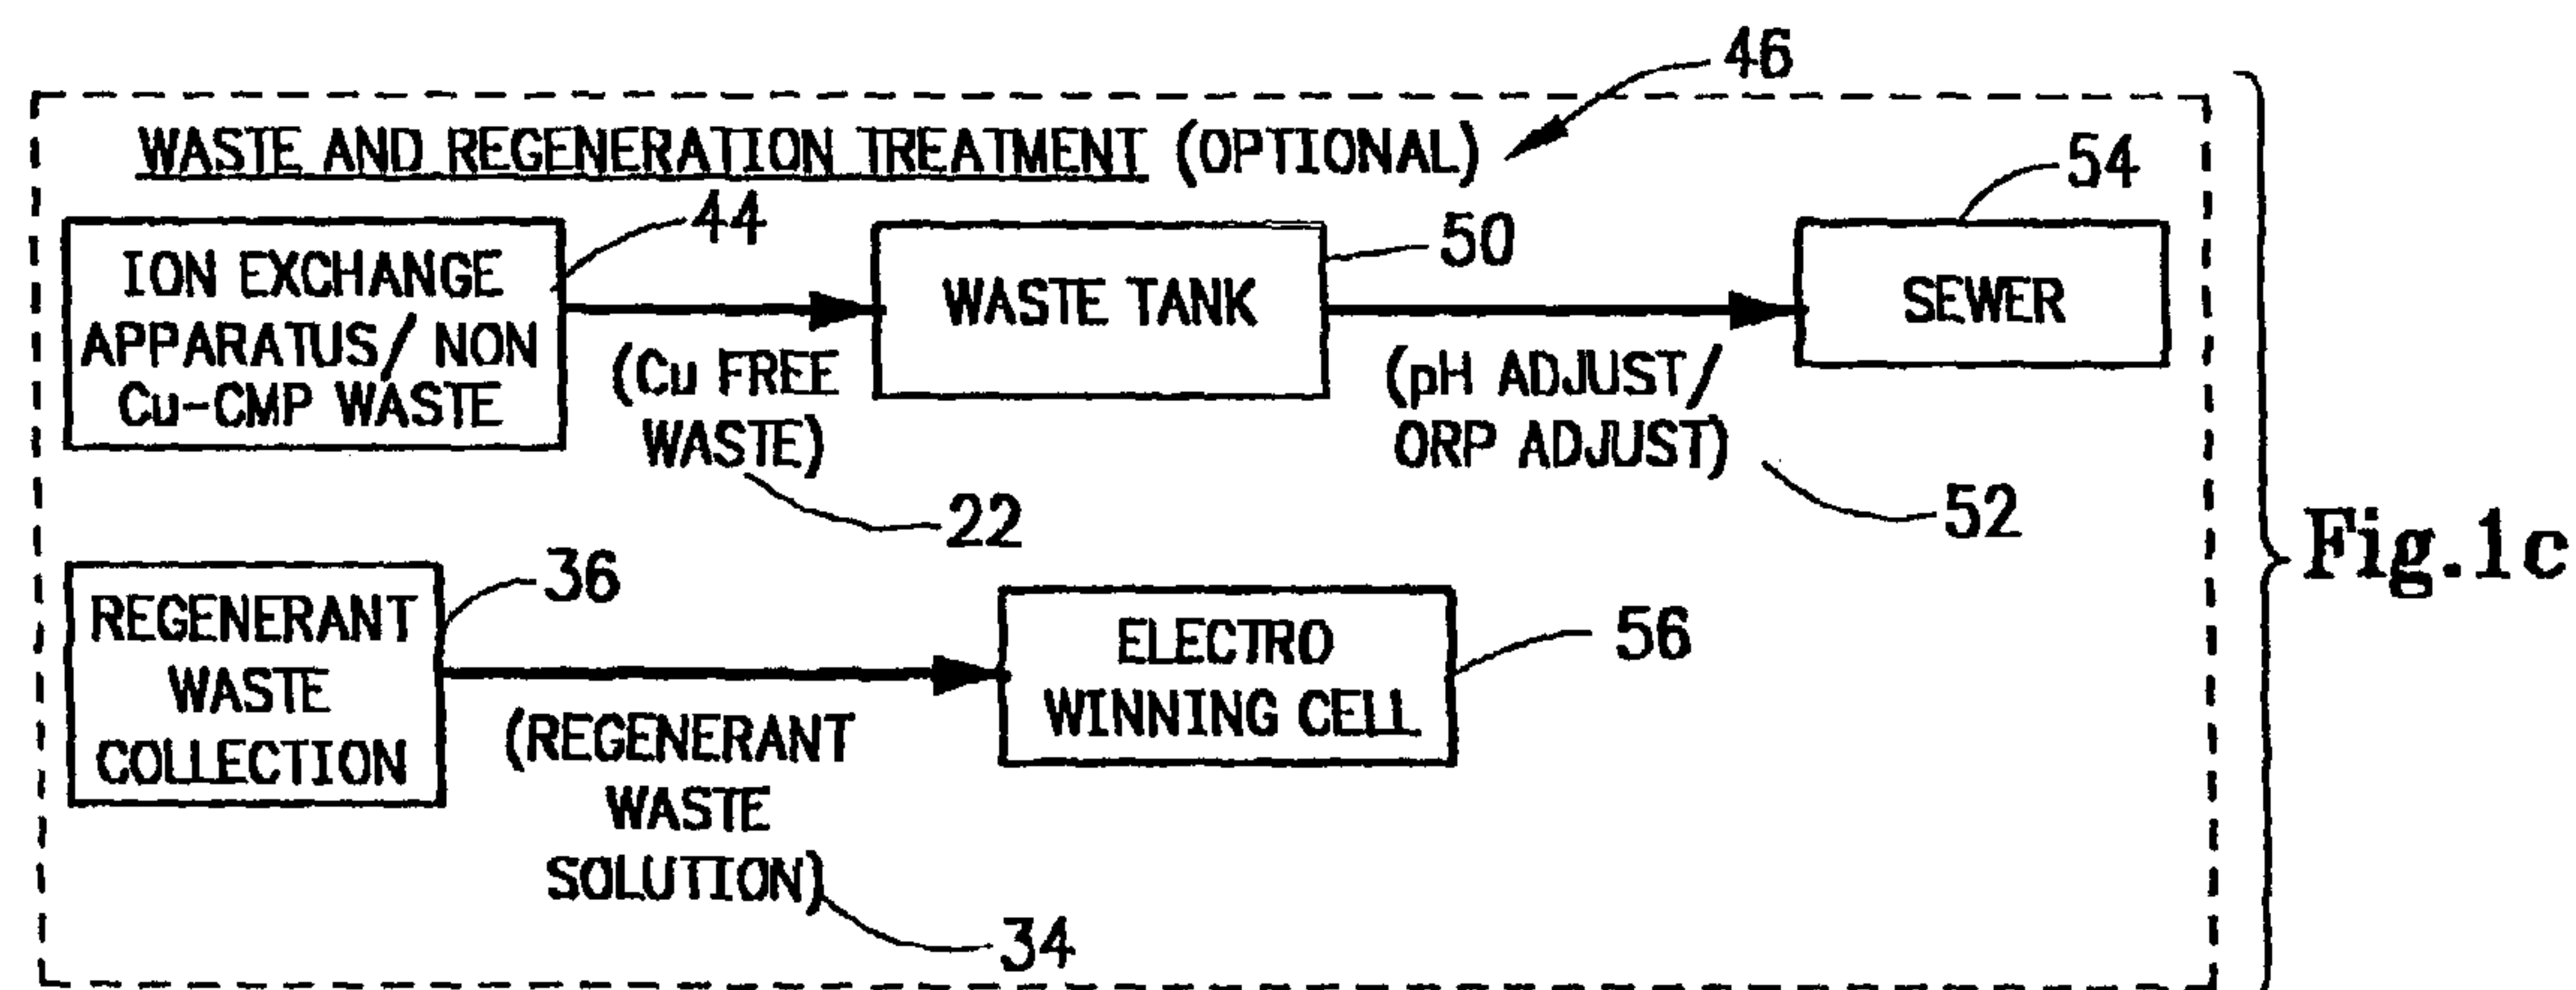 46
WASTE AND REGENERATION TREATMENT (OPTIONAL)
54
44
50
ION EXCHANGE
APPARATUS/ NON
Cu-CMP WASTE
WASTE TANK
SEWER
(Cu FREE
WASTE)
(pH ADJUST/
ORP ADJUST)
22
52
Fig.1c
36
REGENERANT
WASTE
COLLECTION
ELECTRO
WINNING CELL
56
(REGENERANT
WASTE
SOLUTION)
34